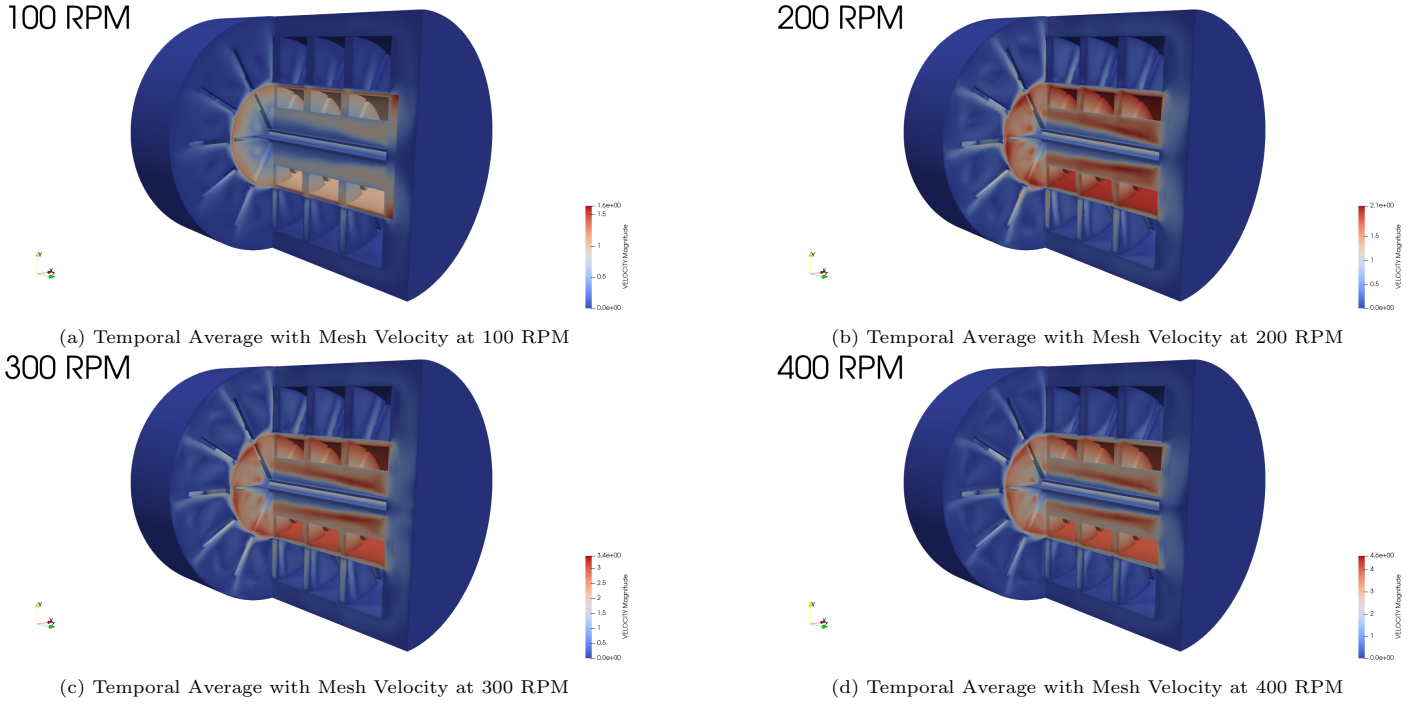 100 RPM
200 RPM
1.6e+00
1.5
1
0.5
0.0e+00
VELOCITY Magnitude
2.1e+00
1.5
1
0.5
0.0e+00
VELOCITY Magnitude
Y
Y
(a) Temporal Average with Mesh Velocity at 100 RPM
(b) Temporal Average with Mesh Velocity at 200 RPM
300 RPM
400 RPM
3.4e+00
3
2.5
2
1.5
1
0.5
0.0e+00
VELOCITY Magnitude
4.6e+00
4
3
2
1
0.0e+00
VELOCITY Magnitude
Y
Y
(c) Temporal Average with Mesh Velocity at 300 RPM
(d) Temporal Average with Mesh Velocity at 400 RPM